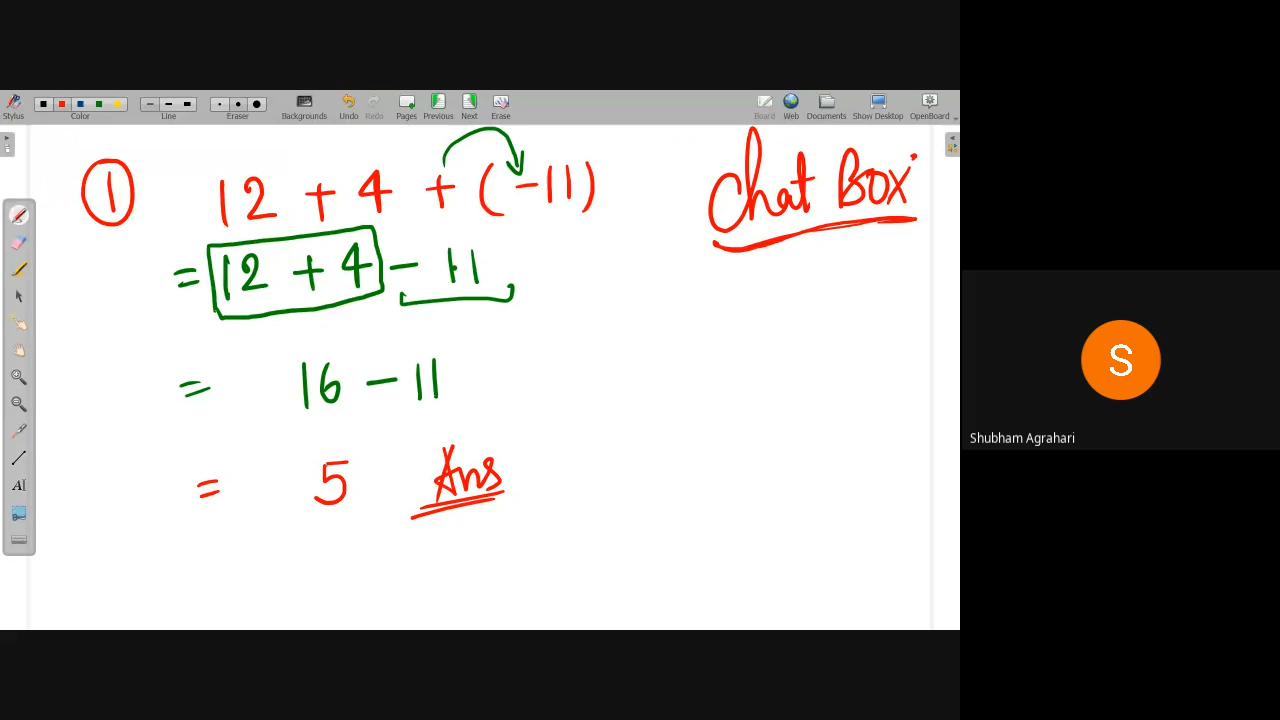 Stylus Color Line Eraser Backgrounds Undo Redo Pages Previous Next Erase Board Web Documents Show Desktop OpenBoard
① 12 + 4 + (-11)
Chat Box
= 12 + 4 - 11
= 16 - 11
= 5 Ans
S
Shubham Agrahari